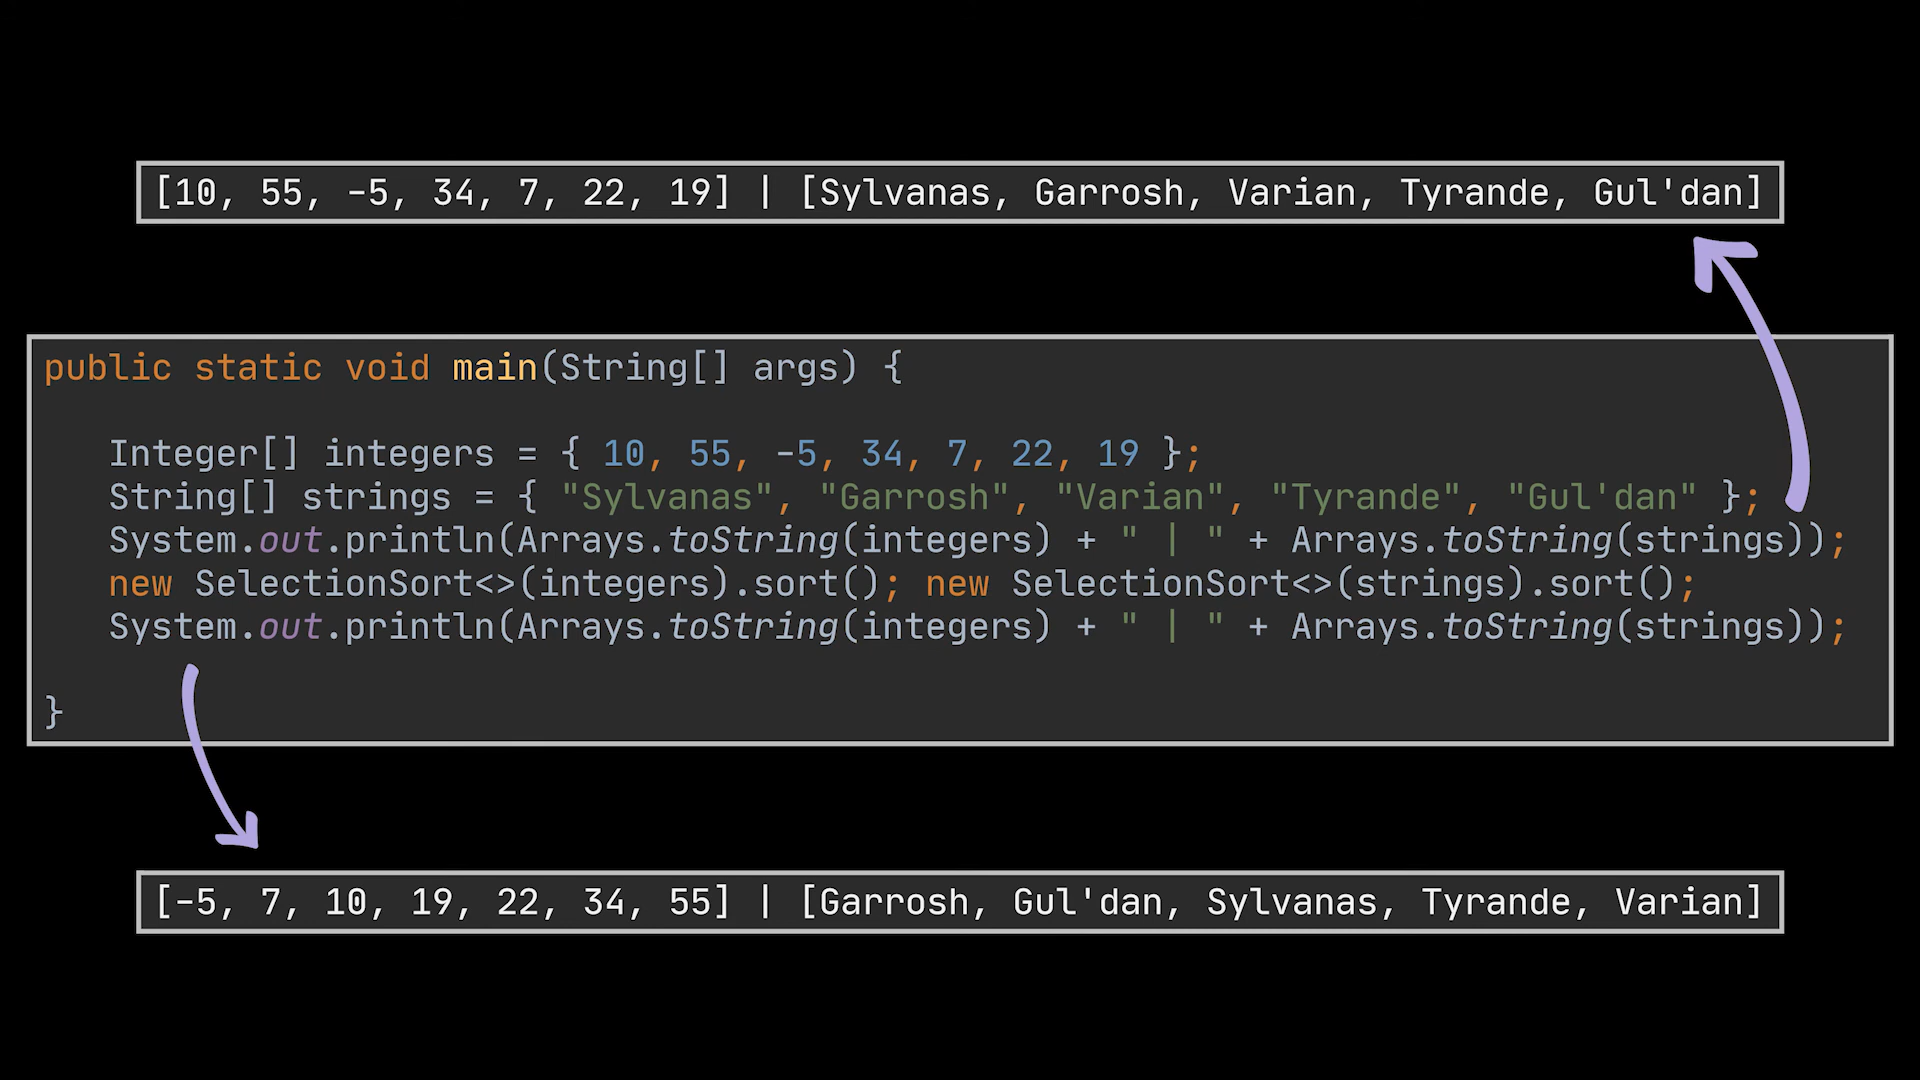 [10, 55, -5, 34, 7, 22, 19] | [Sylvanas, Garrosh, Varian, Tyrande, Gul'dan]
public static void main(String[] args) {
Integer[] integers = { 10, 55, -5, 34, 7, 22, 19 };
String[] strings = { "Sylvanas", "Garrosh", "Varian", "Tyrande", "Gul'dan" };
System.out.println(Arrays.toString(integers) + " | " + Arrays.toString(strings));
new SelectionSort<>(integers).sort(); new SelectionSort<>(strings).sort();
System.out.println(Arrays.toString(integers) + " | " + Arrays.toString(strings));
}
[-5, 7, 10, 19, 22, 34, 55] | [Garrosh, Gul'dan, Sylvanas, Tyrande, Varian]